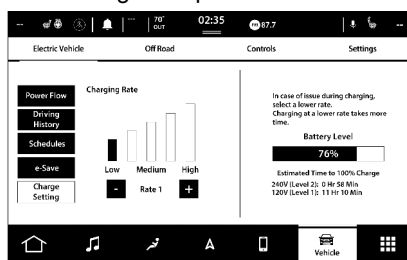 70°
OUT
02:35
FM 87.7
Electric Vehicle
Off Road
Controls
Settings
Power Flow
Driving
History
Schedules
e-Save
Charge
Setting
Charging Rate
Low
Medium
High
-
Rate 1
+
In case of issue during charging,
select a lower rate.
Charging at a lower rate takes more
time.
Battery Level
76%
Estimated Time to 100% Charge
240V (Level 2): 0 Hr 58 Min
120V (Level 1): 11 Hr 10 Min
A
Vehicle